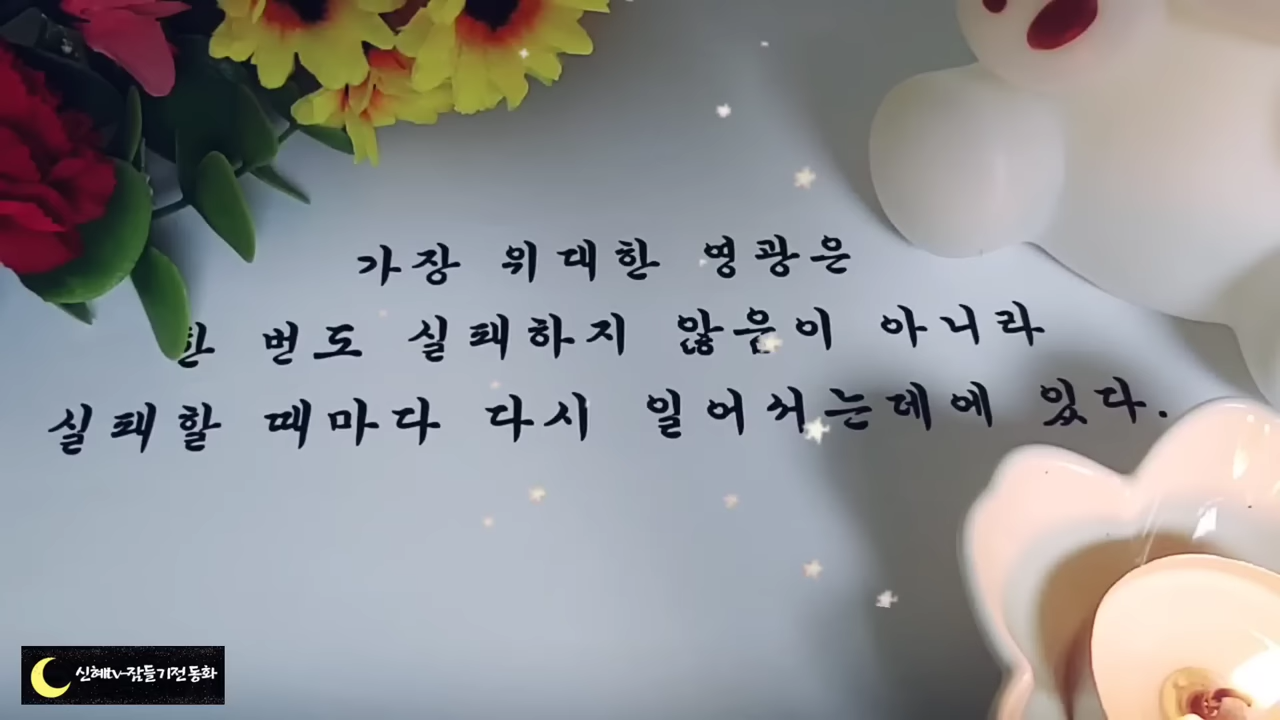 가장 위대한 영광은
한 번도 실패하지 않음이 아니라
실패할 때마다 다시 일어서는데에 있다.
신혜tv-잠들기전동화